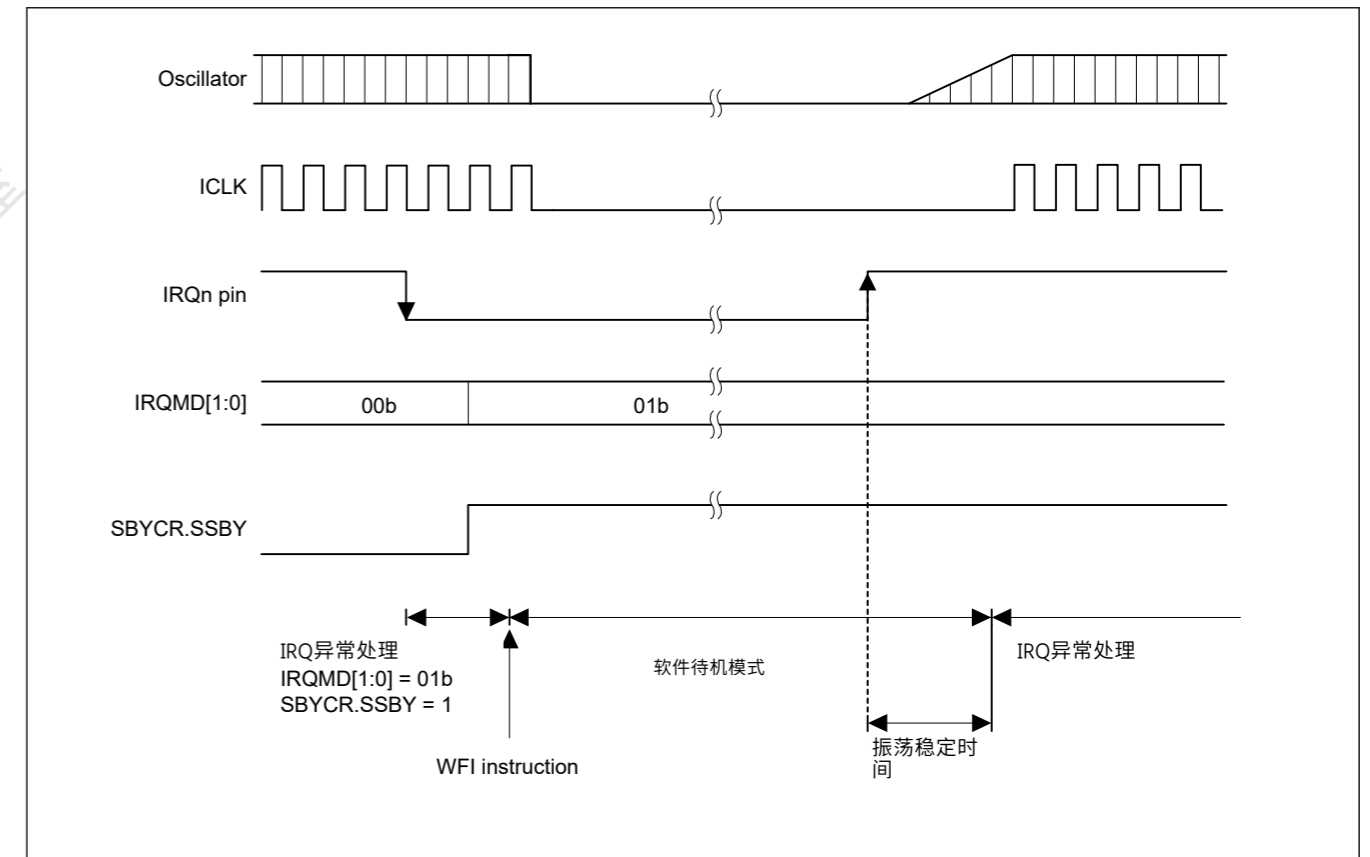 Oscillator
ICLK
IRQn pin
IRQMD[1:0]
00b
01b
SBYCR.SSBY
IRQ异常处理
IRQMD[1:0] = 01b
SBYCR.SSBY = 1
软件待机模式
IRQ异常处理
振荡稳定时
间
WFI instruction